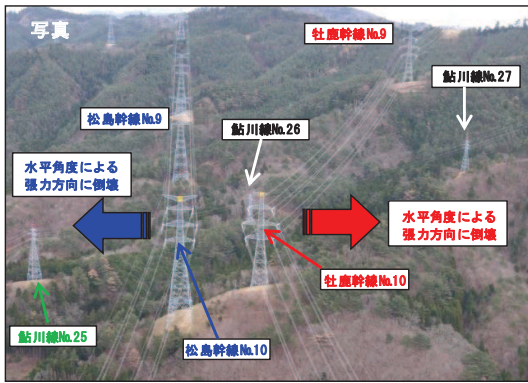 写真
牡鹿幹線No.9
鮎川線No.27
松島幹線No.9
鮎川線No.26
水平角度による
張力方向に倒壊
水平角度による
張力方向に倒壊
牡鹿幹線No.10
鮎川線No.25
松島幹線No.10